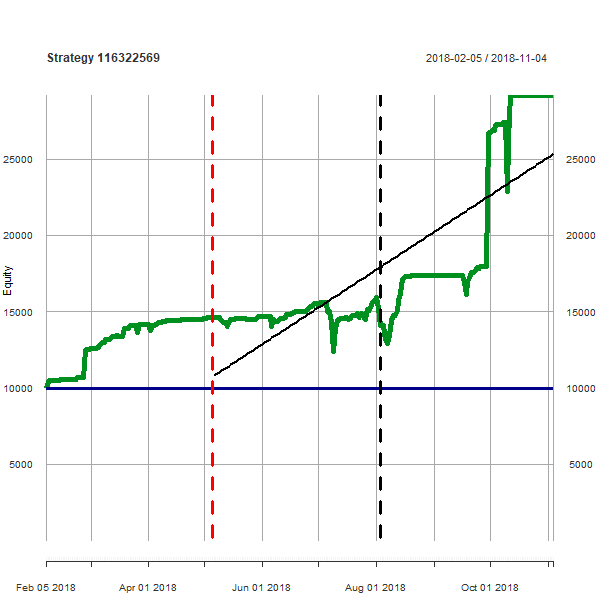 Strategy 116322569
2018-02-05 / 2018-11-04
25000
25000
20000
20000
Equity
15000
15000
10000
10000
5000
5000
Feb 05 2018
Apr 01 2018
Jun 01 2018
Aug 01 2018
Oct 01 2018